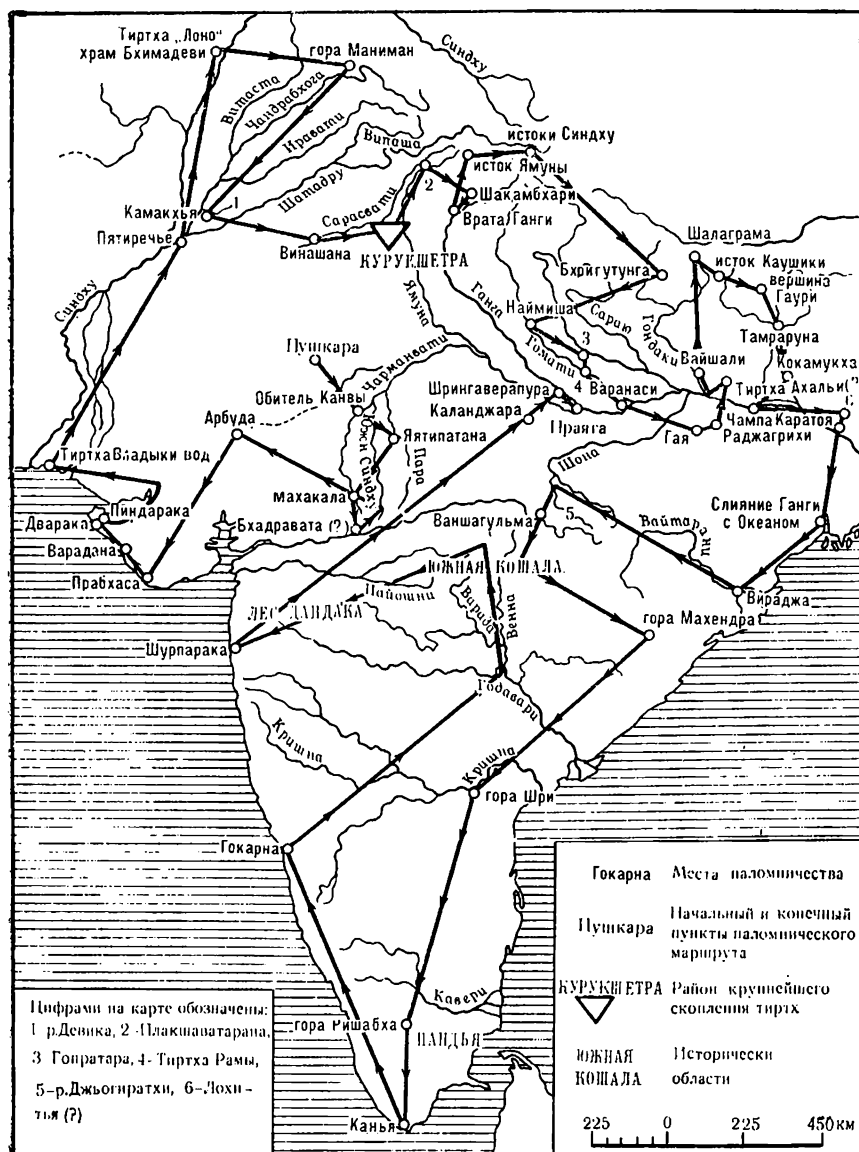 Тиртха „Лоно“
храм Бхимадеви
гора Маниман
Синдху
Витаста
Чандрабхога
Иравати
Випаша
Шатадру
истоки Синдху
исток Ямуны
2
Шакамбхари
Камакхья
1
Сарасвати
Врата Ганги
Пятиречье
Винашана
КУРУКШЕТРА
Шалаграма
исток Каушики
вершина
Гаури
Бхригутунга
Синдху
Ямуна
Ганга
Наймиша
Сараю
Гондаки
Тамраруна
3
Гомати
Пушкара
Чарманвати
Вайшали
Кокамукха
Обитель Канвы
Шрингаверапура
4
Варанаси
Тиртха Ахальи(?)
Арбуда
Каланджара
Чампа
Каратоя
Южн Синдху
Яятипатана
Праяга
Гая
Раджагрихи
Тиртха Владыки вод
Пара
Шона
Пиндарака
махакала
Слияние Ганги
с Океаном
Дварака
Бхадравата (?)
Ваншагульма
5
Вайтарани
Варадана
Прабхаса
ЮЖНАЯ КОШАЛА
Пайошни
Вираджа
ЛЕС ДАНДАКА
Варада
Венна
гора Махендра
Шурпарака
Годавари
Кришна
Кришна
гора Шри
Гокарна
Кавери
гора Ришабха
ПАНДЬЯ
Канья
Гокарна Места паломничества
Пушкара Начальный и конечный
пункты паломнического
маршрута
КУРУКШЕТРА Район крупнейшего
скопления тиртх
ЮЖНАЯ Исторически
КОШАЛА области
225 0 225 450 км
Цифрами на карте обозначены:
1 р.Девика, 2-Плакшаватарана,
3 Гопратара, 4- Тиртха Рамы,
5-р.Джьогиратхи, 6-Лохи-
тья (?)